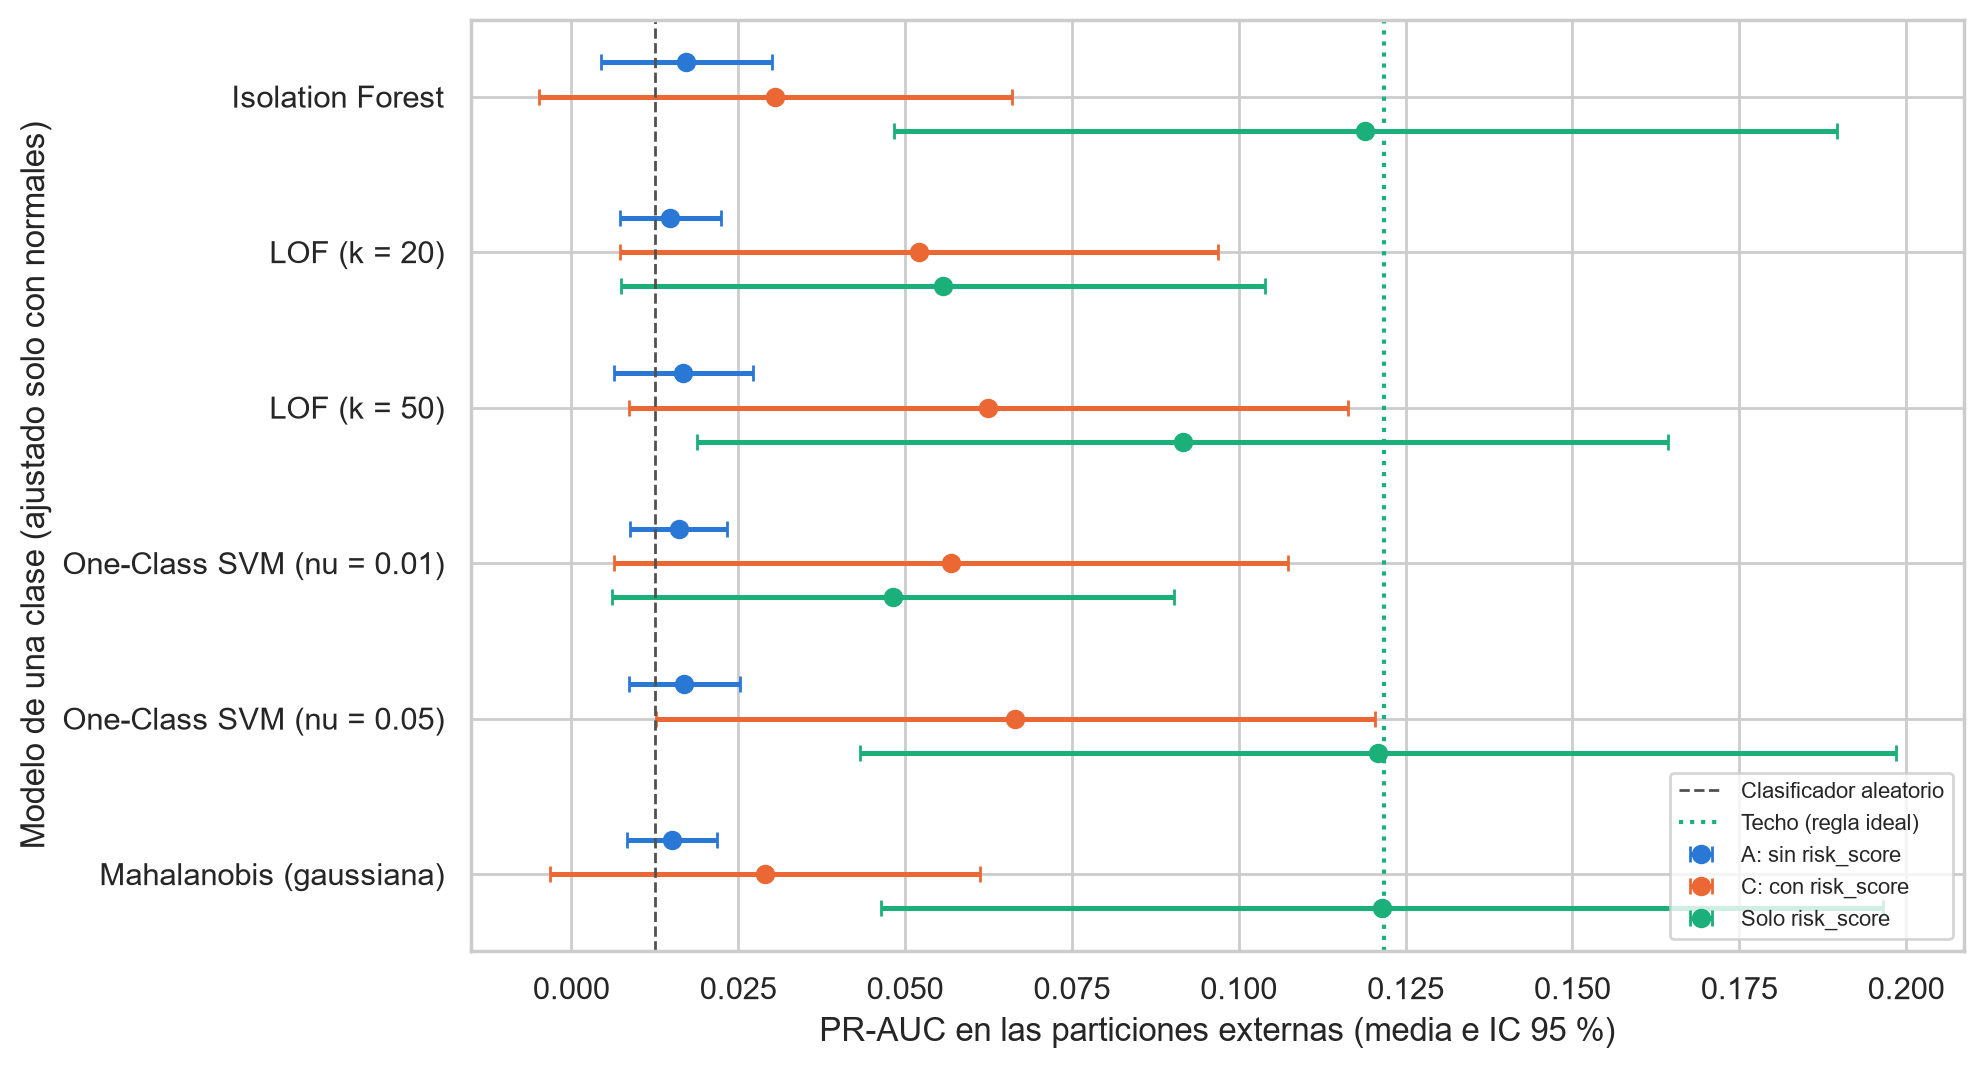 Modelo de una clase (ajustado solo con normales)
Isolation Forest
LOF (k = 20)
LOF (k = 50)
One-Class SVM (nu = 0.01)
One-Class SVM (nu = 0.05)
Mahalanobis (gaussiana)
Clasificador aleatorio
Techo (regla ideal)
A: sin risk_score
C: con risk_score
Solo risk_score
0.000 0.025 0.050 0.075 0.100 0.125 0.150 0.175 0.200
PR-AUC en las particiones externas (media e IC 95 %)